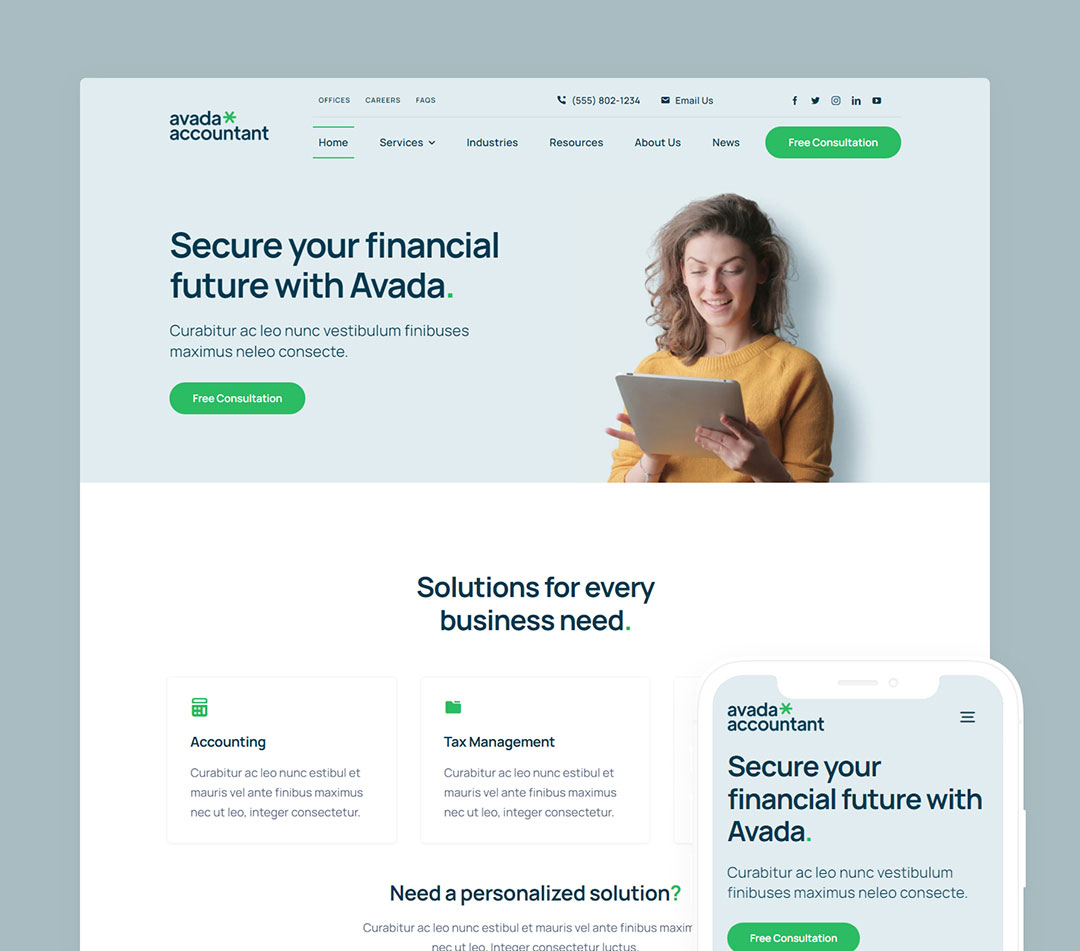 OFFICES CAREERS FAQS (555) 802-1234 Email Us
avada
accountant
Home Services Industries Resources About Us News Free Consultation
Secure your financial
future with Avada.
Curabitur ac leo nunc vestibulum finibuses
maximus neleo consecte.
Free Consultation
Solutions for every
business need.
Accounting
Curabitur ac leo nunc estibul et
mauris vel ante finibus maximus
nec ut leo, integer consectetur.
Tax Management
Curabitur ac leo nunc estibul et
mauris vel ante finibus maximus
nec ut leo, integer consectetur.
Need a personalized solution?
Curabitur ac leo nunc estibul et mauris vel ante finibus maxim
nec ut leo. Integer consectetur luctus.
avada
accountant
Secure your
financial future with
Avada.
Curabitur ac leo nunc vestibulum
finibuses maximus neleo consecte.
Free Consultation